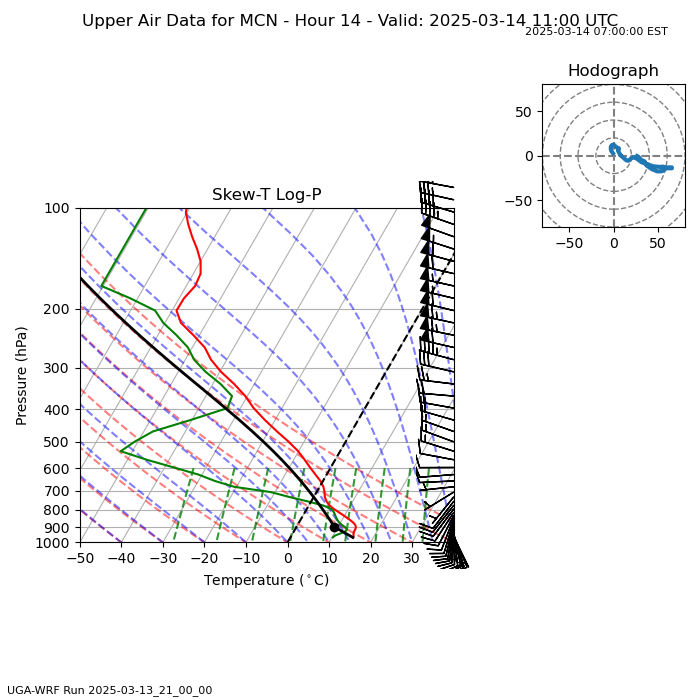 Upper Air Data for MCN - Hour 14 - Valid: 2025-03-14 11:00 UTC
2025-03-14 07:00:00 EST
Hodograph
50
0
−50
−50 0 50
Skew-T Log-P
100
200
300
400
500
600
700
800
900
1000
Pressure (hPa)
−50 −40 −30 −20 −10 0 10 20 30
Temperature (°C)
UGA-WRF Run 2025-03-13_21_00_00